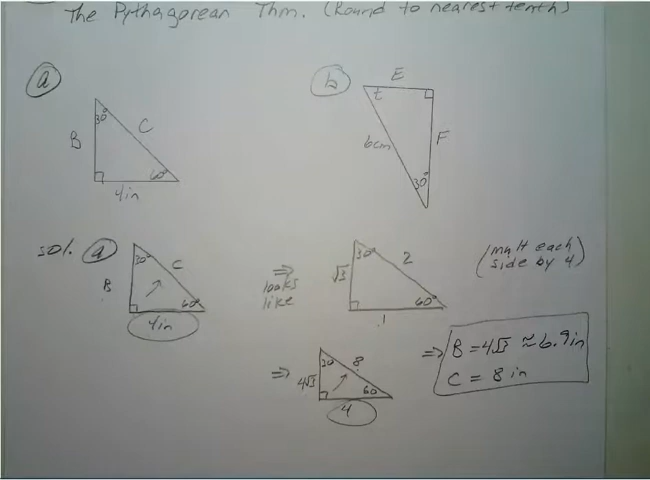 The Pythagorean Thm. (Round to nearest tenth)
a
b
30°
B
C
60°
4in
E
t
6cm
F
30°
sol. a
30°
B
C
60°
4in
⇒
looks
like
30°
√3
2
60°
1
(mult each
side by 4)
⇒
30
4√3
8
60
4
⇒ B = 4√3 ≈ 6.9in
C = 8 in